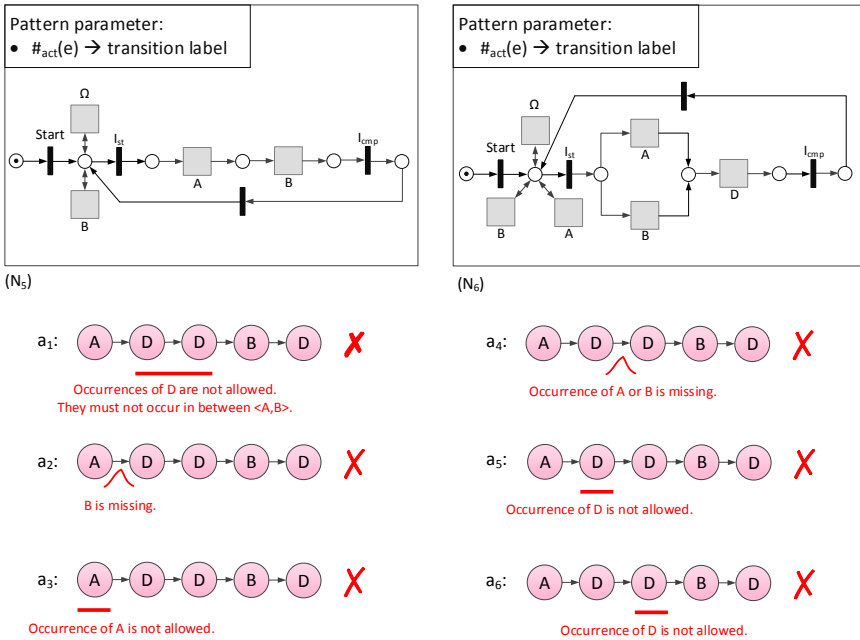 Pattern parameter:
• #act(e) → transition label
Ω
Start
Ist
Icmp
A
B
B
(N5)
Pattern parameter:
• #act(e) → transition label
Ω
Start
Ist
A
Icmp
D
B
A
B
(N6)
a1: A D D B D ✗
Occurrences of D are not allowed.
They must not occur in between <A,B>.
a2: A D D B D ✗
B is missing.
a3: A D D B D ✗
Occurrence of A is not allowed.
a4: A D D B D ✗
Occurrence of A or B is missing.
a5: A D D B D ✗
Occurrence of D is not allowed.
a6: A D D B D ✗
Occurrence of D is not allowed.